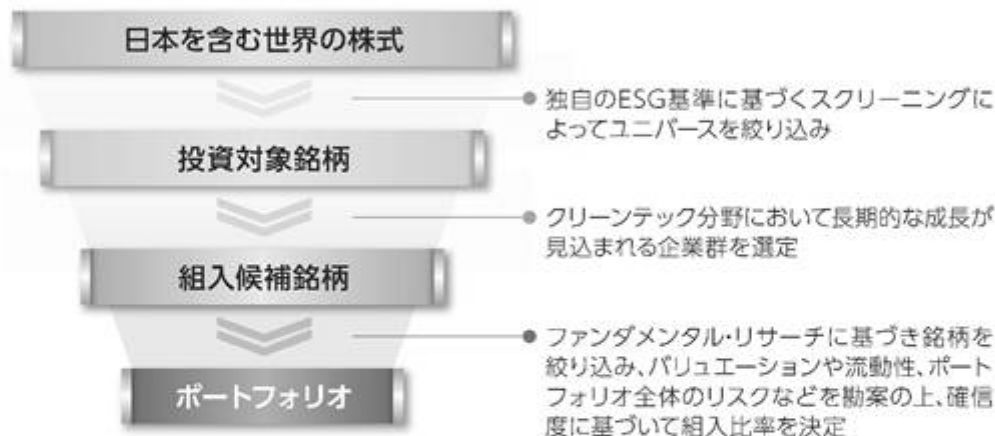 日本を含む世界の株式
独自のESG基準に基づくスクリーニングに
よってユニバースを絞り込み
投資対象銘柄
クリーンテック分野において長期的な成長が
見込まれる企業群を選定
組入候補銘柄
ファンダメンタル・リサーチに基づき銘柄を
絞り込み、バリュエーションや流動性、ポート
フォリオ全体のリスクなどを勘案の上、確信
度に基づいて組入比率を決定
ポートフォリオ